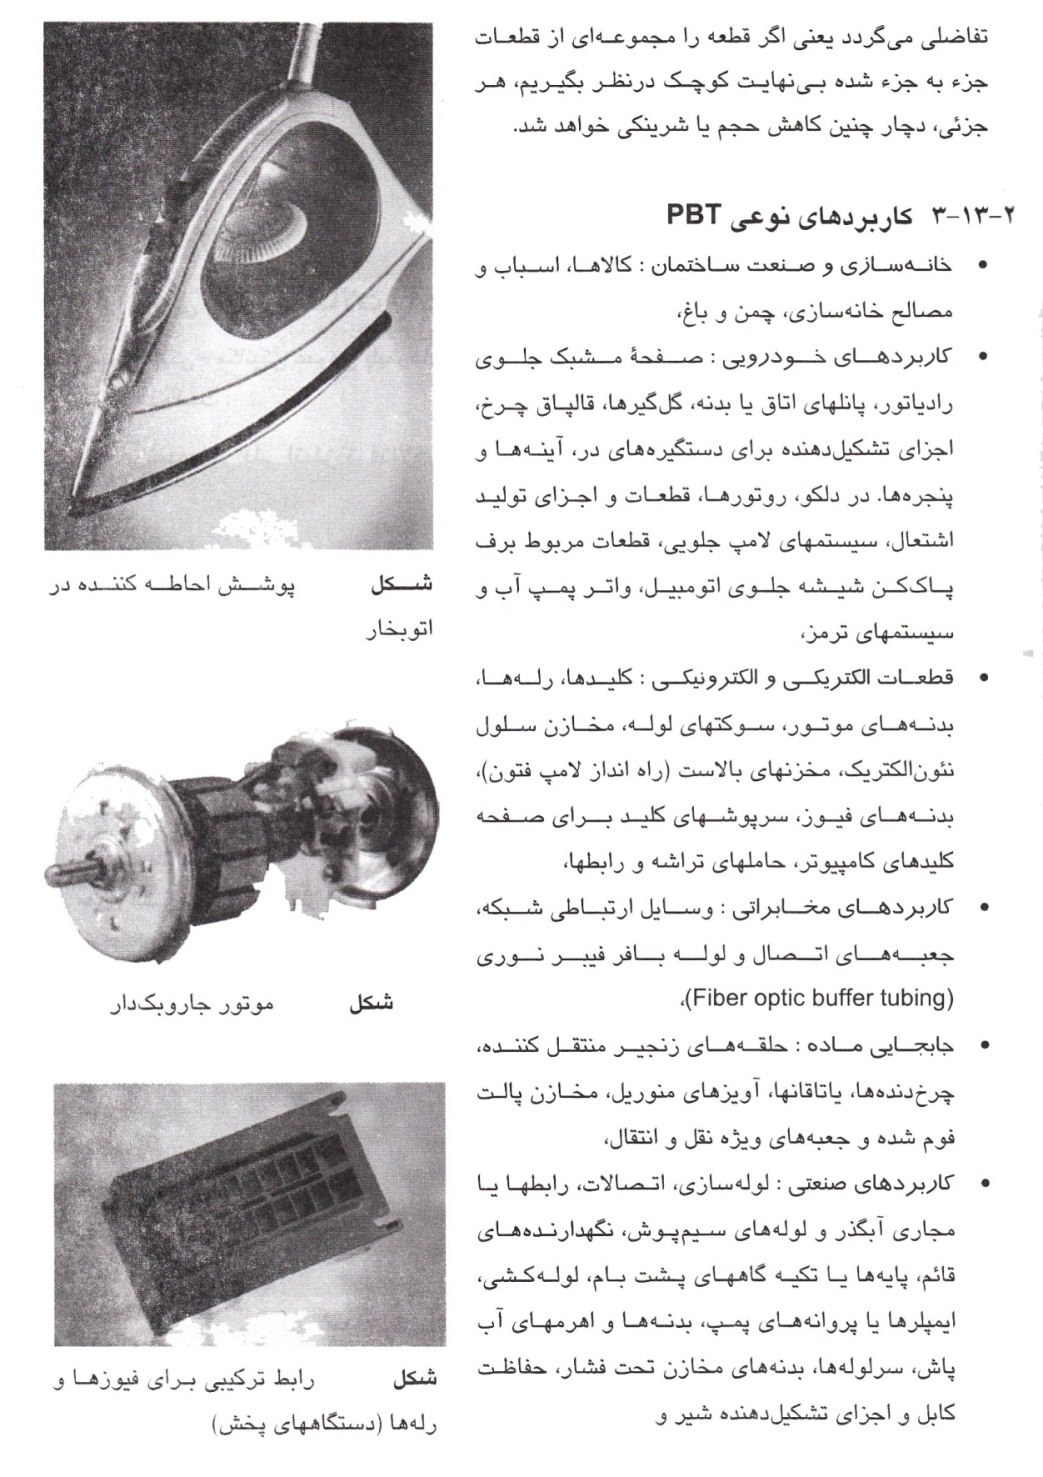 تفاضلی می‌گردد یعنی اگر قطعه را مجموعه‌ای از قطعات
جزء به جزء شده بی‌نهایت کوچک درنظر بگیریم، هر
جزئی، دچار چنین کاهش حجم یا شرینکی خواهد شد.
۳-۱۳-۲ کاربردهای نوعی PBT
• خانه‌سازی و صنعت ساختمان : کالاها، اسباب و
مصالح خانه‌سازی، چمن و باغ،
• کاربردهای خودرویی : صفحهٔ مشبک جلوی
رادیاتور، پانلهای اتاق یا بدنه، گل‌گیرها، قالپاق چرخ،
اجزای تشکیل‌دهنده برای دستگیره‌های در، آینه‌ها و
پنجره‌ها. در دلکو، روتورها، قطعات و اجزای تولید
اشتعال، سیستمهای لامپ جلویی، قطعات مربوط برف
پاک‌کن شیشه جلوی اتومبیل، واتر پمپ آب و
سیستمهای ترمز،
• قطعات الکتریکی و الکترونیکی : کلیدها، رله‌ها،
بدنه‌های موتور، سوکتهای لوله، مخازن سلول
نئون‌الکتریک، مخزنهای بالاست (راه انداز لامپ فتون)،
بدنه‌های فیوز، سرپوشهای کلید برای صفحه
کلیدهای کامپیوتر، حاملهای تراشه و رابطها،
• کاربردهای مخابراتی : وسایل ارتباطی شبکه،
جعبه‌های اتصال و لوله بافر فیبر نوری
(Fiber optic buffer tubing)،
• جابجایی ماده : حلقه‌های زنجیر منتقل کننده،
چرخ‌دنده‌ها، یاتاقانها، آویزهای منوریل، مخازن پالت
فوم شده و جعبه‌های ویژه نقل و انتقال،
• کاربردهای صنعتی : لوله‌سازی، اتصالات، رابطها یا
مجاری آبگذر و لوله‌های سیم‌پوش، نگهدارنده‌های
قائم، پایه‌ها یا تکیه گاههای پشت بام، لوله‌کشی،
ایمپلرها یا پروانه‌های پمپ، بدنه‌ها و اهرمهای آب
پاش، سرلوله‌ها، بدنه‌های مخازن تحت فشار، حفاظت
کابل و اجزای تشکیل‌دهنده شیر و
شکل پوشش احاطه کننده در
اتوبخار
شکل موتور جاروبک‌دار
شکل رابط ترکیبی برای فیوزها و
رله‌ها (دستگاههای پخش)